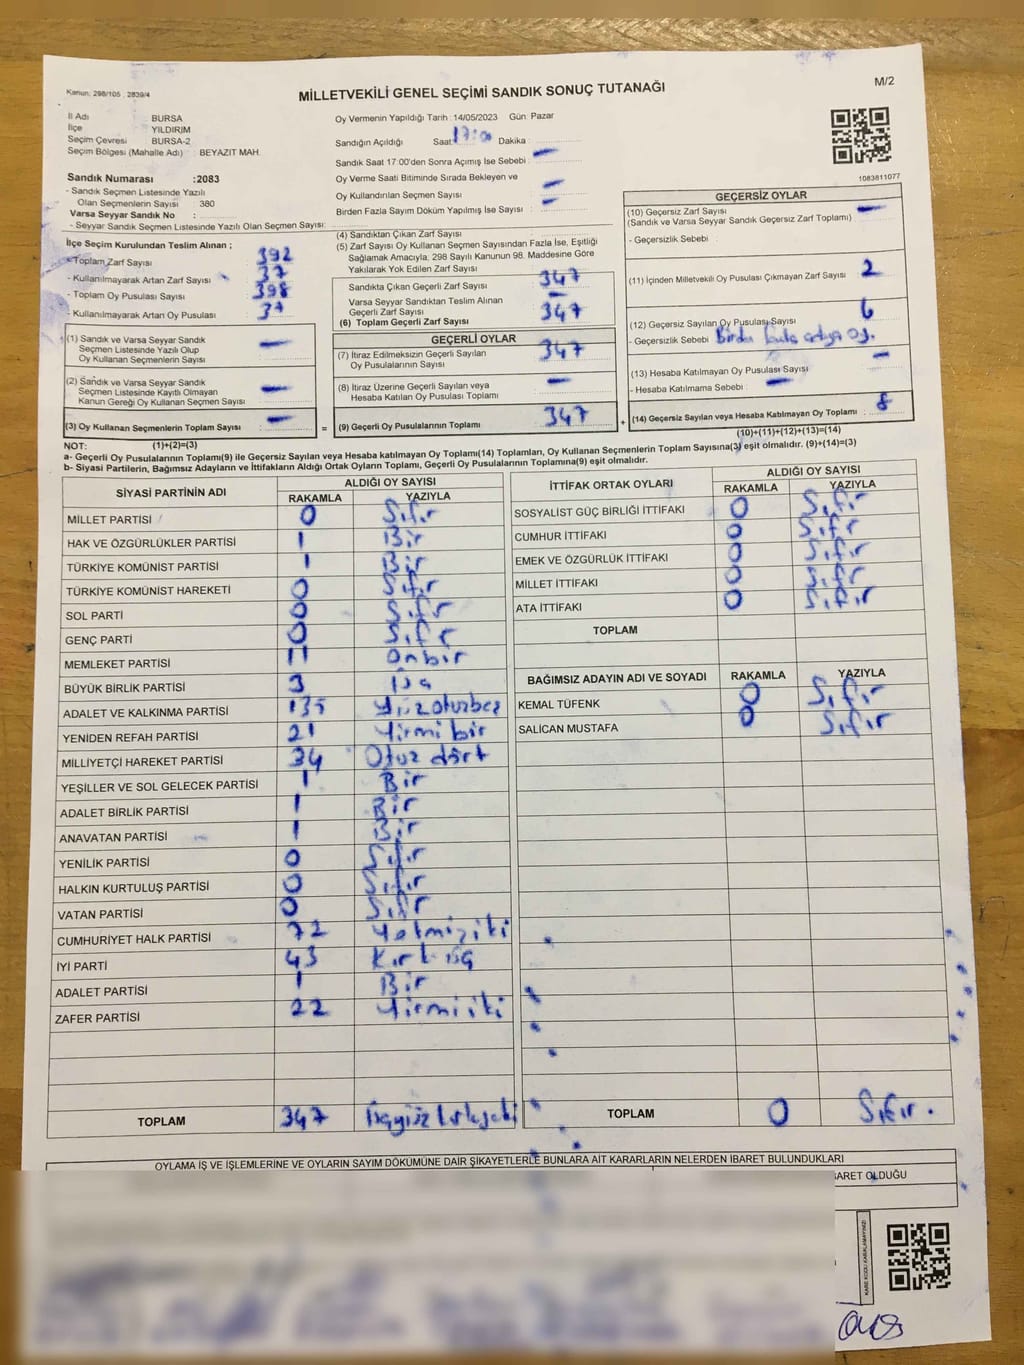 Kanun; 298/105 , 2839/4
MİLLETVEKİLİ GENEL SEÇİMİ SANDIK SONUÇ TUTANAĞI
M/2
İl Adı BURSA
İlçe YILDIRIM
Seçim Çevresi BURSA-2
Seçim Bölgesi (Mahalle Adı) : BEYAZIT MAH.
Oy Vermenin Yapıldığı Tarih :14/05/2023 Gün: Pazar
Sandığın Açıldığı Saat 17:00 Dakika :
Sandık Saat 17 00'den Sonra Açımış İse Sebebi : —
Oy Verme Saati Bitiminde Sırada Bekleyen ve
Oy Kullandırılan Seçmen Sayısı —
Birden Fazla Sayım Döküm Yapılmış İse Sayısı : —
1083811077
Sandık Numarası :2083
- Sandık Seçmen Listesinde Yazılı
Olan Seçmenlerin Sayısı 380
Varsa Seyyar Sandık No :
- Seyyar Sandık Seçmen Listesinde Yazılı Olan Seçmen Sayısı:
İlçe Seçim Kurulundan Teslim Alınan ;
- Toplam Zarf Sayısı 392
- Kullanılmayarak Artan Zarf Sayısı 37
- Toplam Oy Pusulası Sayısı 398
- Kullanılmayarak Artan Oy Pusulası 37
(1) Sandık ve Varsa Seyyar Sandık
Seçmen Listesinde Yazılı Olup
Oy Kullanan Seçmenlerin Sayısı —
(2) Sandık ve Varsa Seyyar Sandık
Seçmen Listesinde Kayıtlı Olmayan
Kanun Gereği Oy Kullanan Seçmen Sayısı —
(3) Oy Kullanan Seçmenlerin Toplam Sayısı : —
(4) Sandıktan Çıkan Zarf Sayısı
(5) Zarf Sayısı Oy Kullanan Seçmen Sayısından Fazla İse, Eşitliği
Sağlamak Amacıyla, 298 Sayılı Kanunun 98. Maddesine Göre
Yakılarak Yok Edilen Zarf Sayısı
Sandıkta Çıkan Geçerli Zarf Sayısı 347
Varsa Seyyar Sandıktan Teslim Alınan
Geçerli Zarf Sayısı —
(6) Toplam Geçerli Zarf Sayısı 347
GEÇERLİ OYLAR
(7) İtiraz Edilmeksizin Geçerli Sayılan
Oy Pusulalarının Sayısı 347
(8) İtiraz Üzerine Geçerli Sayılan veya
Hesaba Katılan Oy Pusulası Toplamı —
= (9) Geçerli Oy Pusulalarının Toplamı 347 +
GEÇERSİZ OYLAR
(10) Geçersiz Zarf Sayısı —
(Sandık ve Varsa Seyyar Sandık Geçersiz Zarf Toplamı)
- Geçersizlik Sebebi
(11) İçinden Milletvekili Oy Pusulası Çıkmayan Zarf Sayısı 2
(12) Geçersiz Sayılan Oy Pusulası Sayısı 6
- Geçersizlik Sebebi Birden fazla
(13) Hesaba Katılmayan Oy Pusulası Sayısı —
- Hesaba Katılmama Sebebi : —
(14) Geçersiz Sayılan veya Hesaba Katılmayan Oy Toplamı : 8
NOT: (1)+(2)=(3) (10)+(11)+(12)+(13)=(14)
a- Geçerli Oy Pusulalarının Toplamı(9) ile Geçersiz Sayılan veya Hesaba katılmayan Oy Toplamı(14) Toplamları, Oy Kullanan Seçmenlerin Toplam Sayısına(3) eşit olmalıdır. (9)+(14)=(3)
b- Siyasi Partilerin, Bağımsız Adayların ve İttifakların Aldığı Ortak Oyların Toplamı, Geçerli Oy Pusulalarının Toplamına(9) eşit olmalıdır.
SİYASİ PARTİNİN ADI ALDIĞI OY SAYISI
RAKAMLA YAZIYLA
MİLLET PARTİSİ 0 Sıfır
HAK VE ÖZGÜRLÜKLER PARTİSİ 1 Bir
TÜRKİYE KOMÜNİST PARTİSİ 1 Bir
TÜRKİYE KOMÜNİST HAREKETİ 0 Sıfır
SOL PARTİ 0 Sıfır
GENÇ PARTİ 0 Sıfır
MEMLEKET PARTİSİ 11 Onbir
BÜYÜK BİRLİK PARTİSİ 3 Üç
ADALET VE KALKINMA PARTİSİ 135 Yüzotuzbeş
YENİDEN REFAH PARTİSİ 21 Yirmi bir
MİLLİYETÇİ HAREKET PARTİSİ 34 Otuz dört
YEŞİLLER VE SOL GELECEK PARTİSİ 1 Bir
ADALET BİRLİK PARTİSİ 1 Bir
ANAVATAN PARTİSİ 1 Bir
YENİLİK PARTİSİ 0 Sıfır
HALKIN KURTULUŞ PARTİSİ 0 Sıfır
VATAN PARTİSİ 0 Sıfır
CUMHURİYET HALK PARTİSİ 72 Yetmişiki
İYİ PARTİ 43 Kırk üç
ADALET PARTİSİ 1 Bir
ZAFER PARTİSİ 22 Yirmi iki
TOPLAM 347 Üçyüz kırkyedi
İTTİFAK ORTAK OYLARI ALDIĞI OY SAYISI
RAKAMLA YAZIYLA
SOSYALİST GÜÇ BİRLİĞİ İTTİFAKI 0 Sıfır
CUMHUR İTTİFAKI 0 Sıfır
EMEK VE ÖZGÜRLÜK İTTİFAKI 0 Sıfır
MİLLET İTTİFAKI 0 Sıfır
ATA İTTİFAKI 0 Sıfır
TOPLAM
BAĞIMSIZ ADAYIN ADI VE SOYADI RAKAMLA YAZIYLA
KEMAL TÜFENK 0 Sıfır
SALİCAN MUSTAFA 0 Sıfır
TOPLAM 0 Sıfır.
OYLAMA İŞ VE İŞLEMLERİNE VE OYLARIN SAYIM DÖKÜMÜNE DAİR ŞİKAYETLERLE BUNLARA AİT KARARLARIN NELERDEN İBARET BULUNDUKLARI
BARET OLDUĞU
KARE KODU KARALAMAYINIZ!